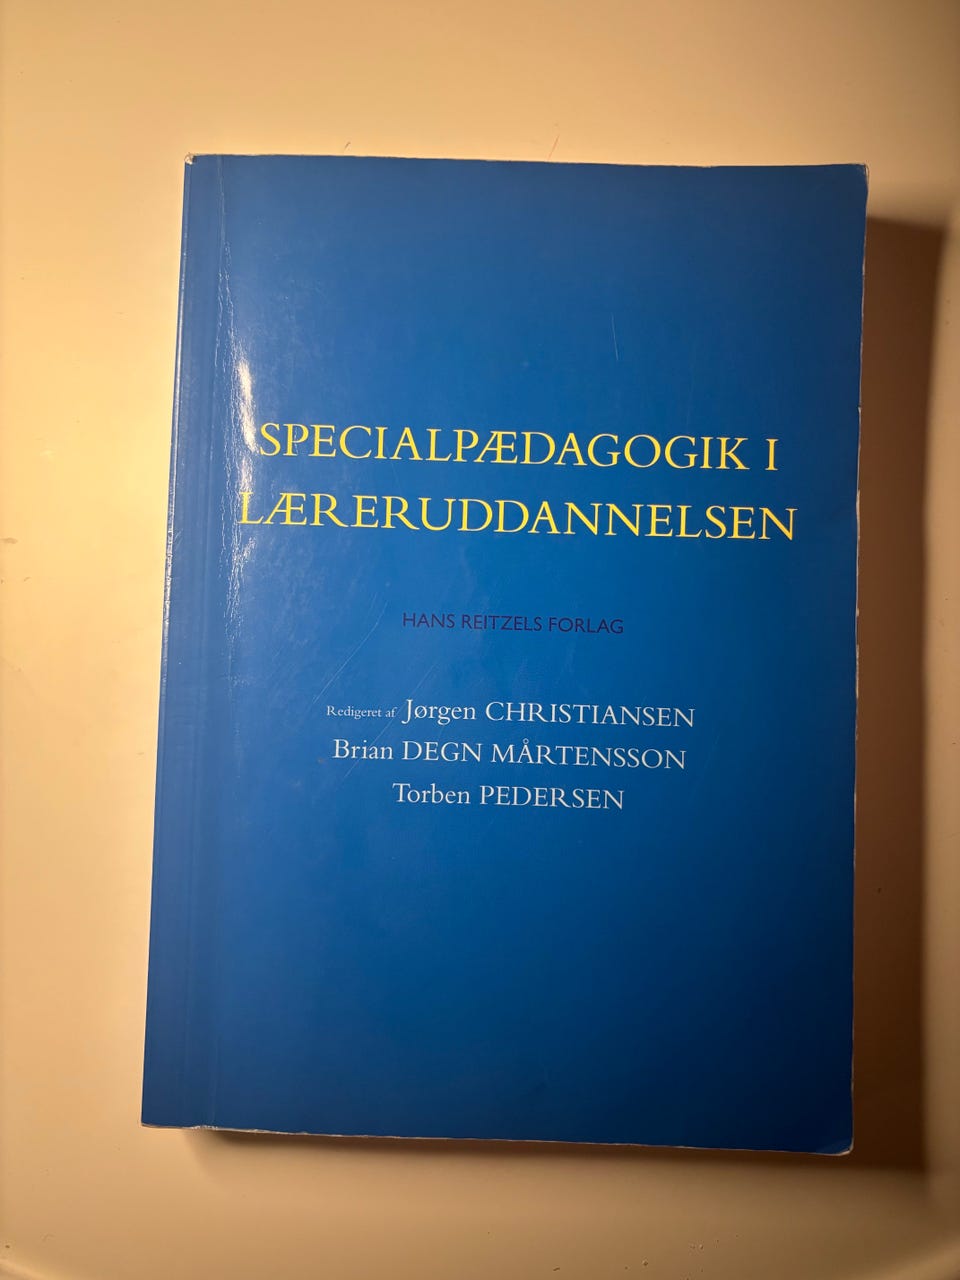 SPECIALPÆDAGOGIK I
LÆRERUDDANNELSEN
HANS REITZELS FORLAG
Redigeret af Jørgen CHRISTIANSEN
Brian DEGN MÅRTENSSON
Torben PEDERSEN